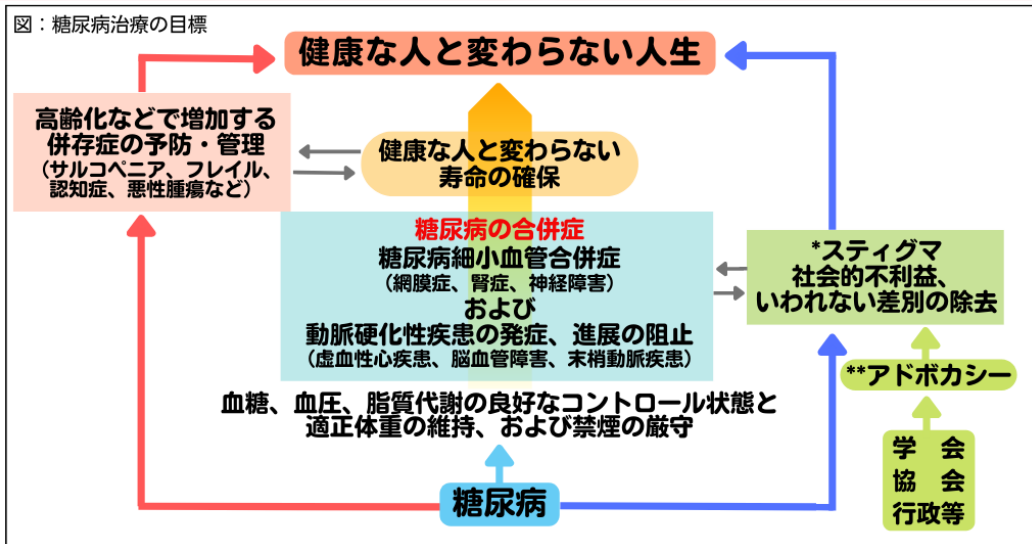 図：糖尿病治療の目標
健康な人と変わらない人生
高齢化などで増加する
併存症の予防・管理
（サルコペニア、フレイル、
認知症、悪性腫瘍など）
健康な人と変わらない
寿命の確保
糖尿病の合併症
糖尿病細小血管合併症
（網膜症、腎症、神経障害）
および
動脈硬化性疾患の発症、進展の阻止
（虚血性心疾患、脳血管障害、末梢動脈疾患）
*スティグマ
社会的不利益、
いわれない差別の除去
**アドボカシー
血糖、血圧、脂質代謝の良好なコントロール状態と
適正体重の維持、および禁煙の厳守
学　会
協　会
行政等
糖尿病